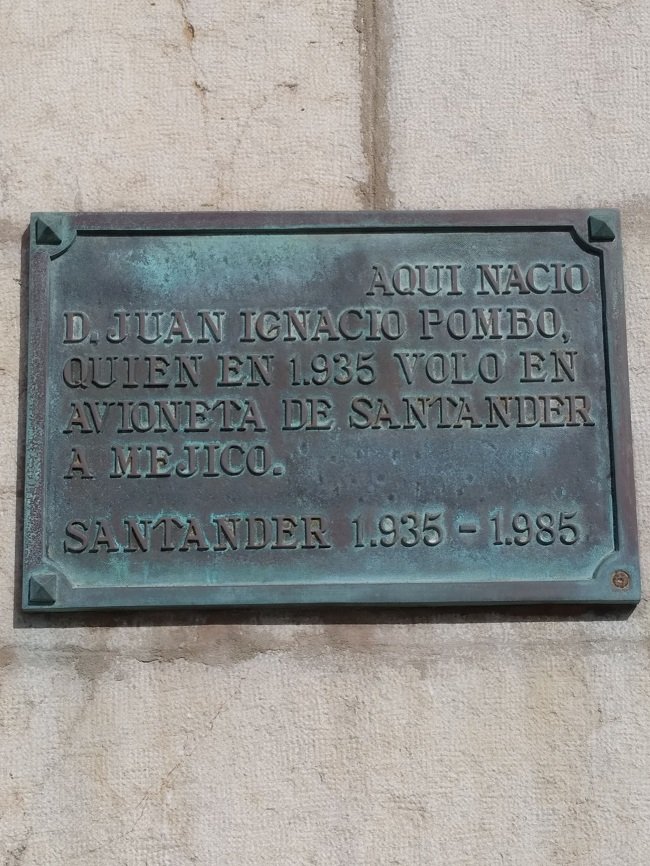 AQUI NACIO
D. JUAN IGNACIO POMBO,
QUIEN EN 1.935 VOLO EN
AVIONETA DE SANTANDER
A MEJICO.
SANTANDER 1.935 - 1.985